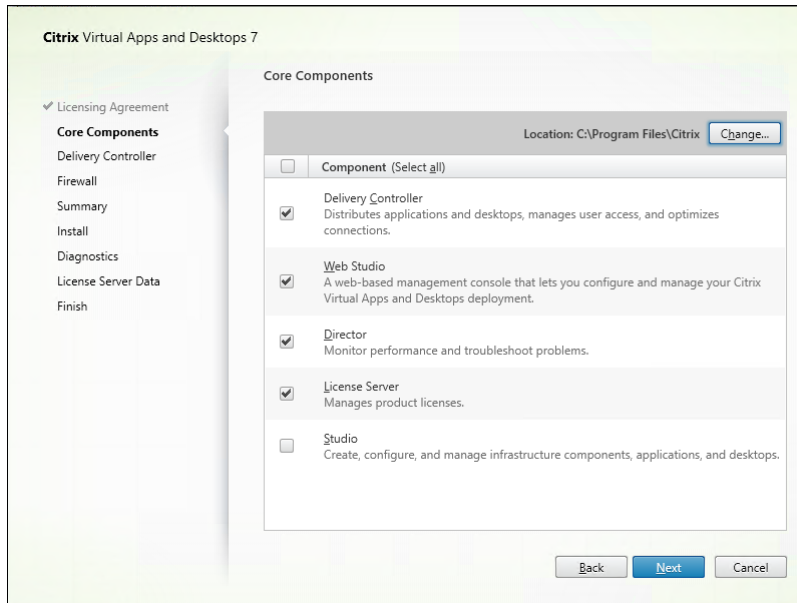 Citrix Virtual Apps and Desktops 7
Core Components
Licensing Agreement
Core Components
Delivery Controller
Firewall
Summary
Install
Diagnostics
License Server Data
Finish
Location: C:\Program Files\Citrix
Change...
Component (Select all)
Delivery Controller
Distributes applications and desktops, manages user access, and optimizes
connections.
Web Studio
A web-based management console that lets you configure and manage your Citrix
Virtual Apps and Desktops deployment.
Director
Monitor performance and troubleshoot problems.
License Server
Manages product licenses.
Studio
Create, configure, and manage infrastructure components, applications, and desktops.
Back
Next
Cancel